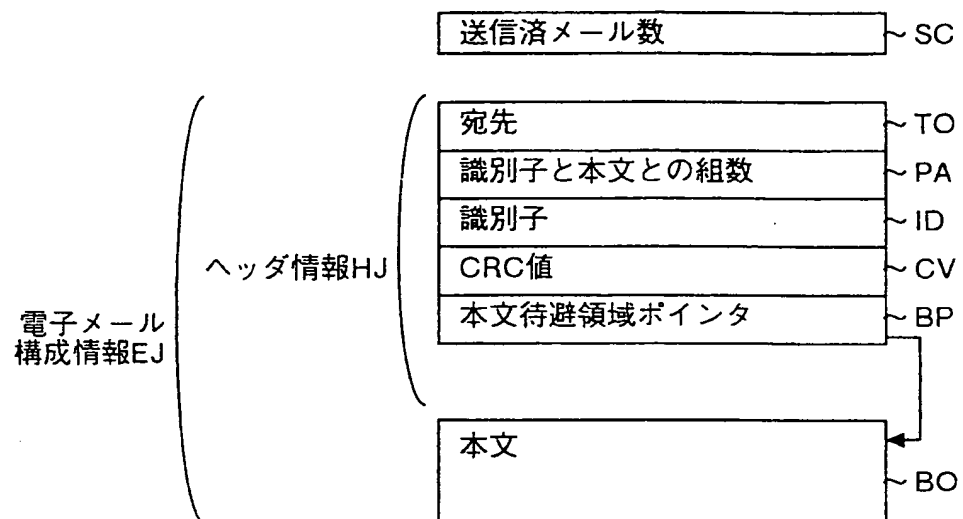 送信済メール数 SC
宛先 TO
識別子と本文との組数 PA
識別子 ID
ヘッダ情報HJ
CRC値 CV
本文待避領域ポインタ BP
電子メール
構成情報EJ
本文
BO